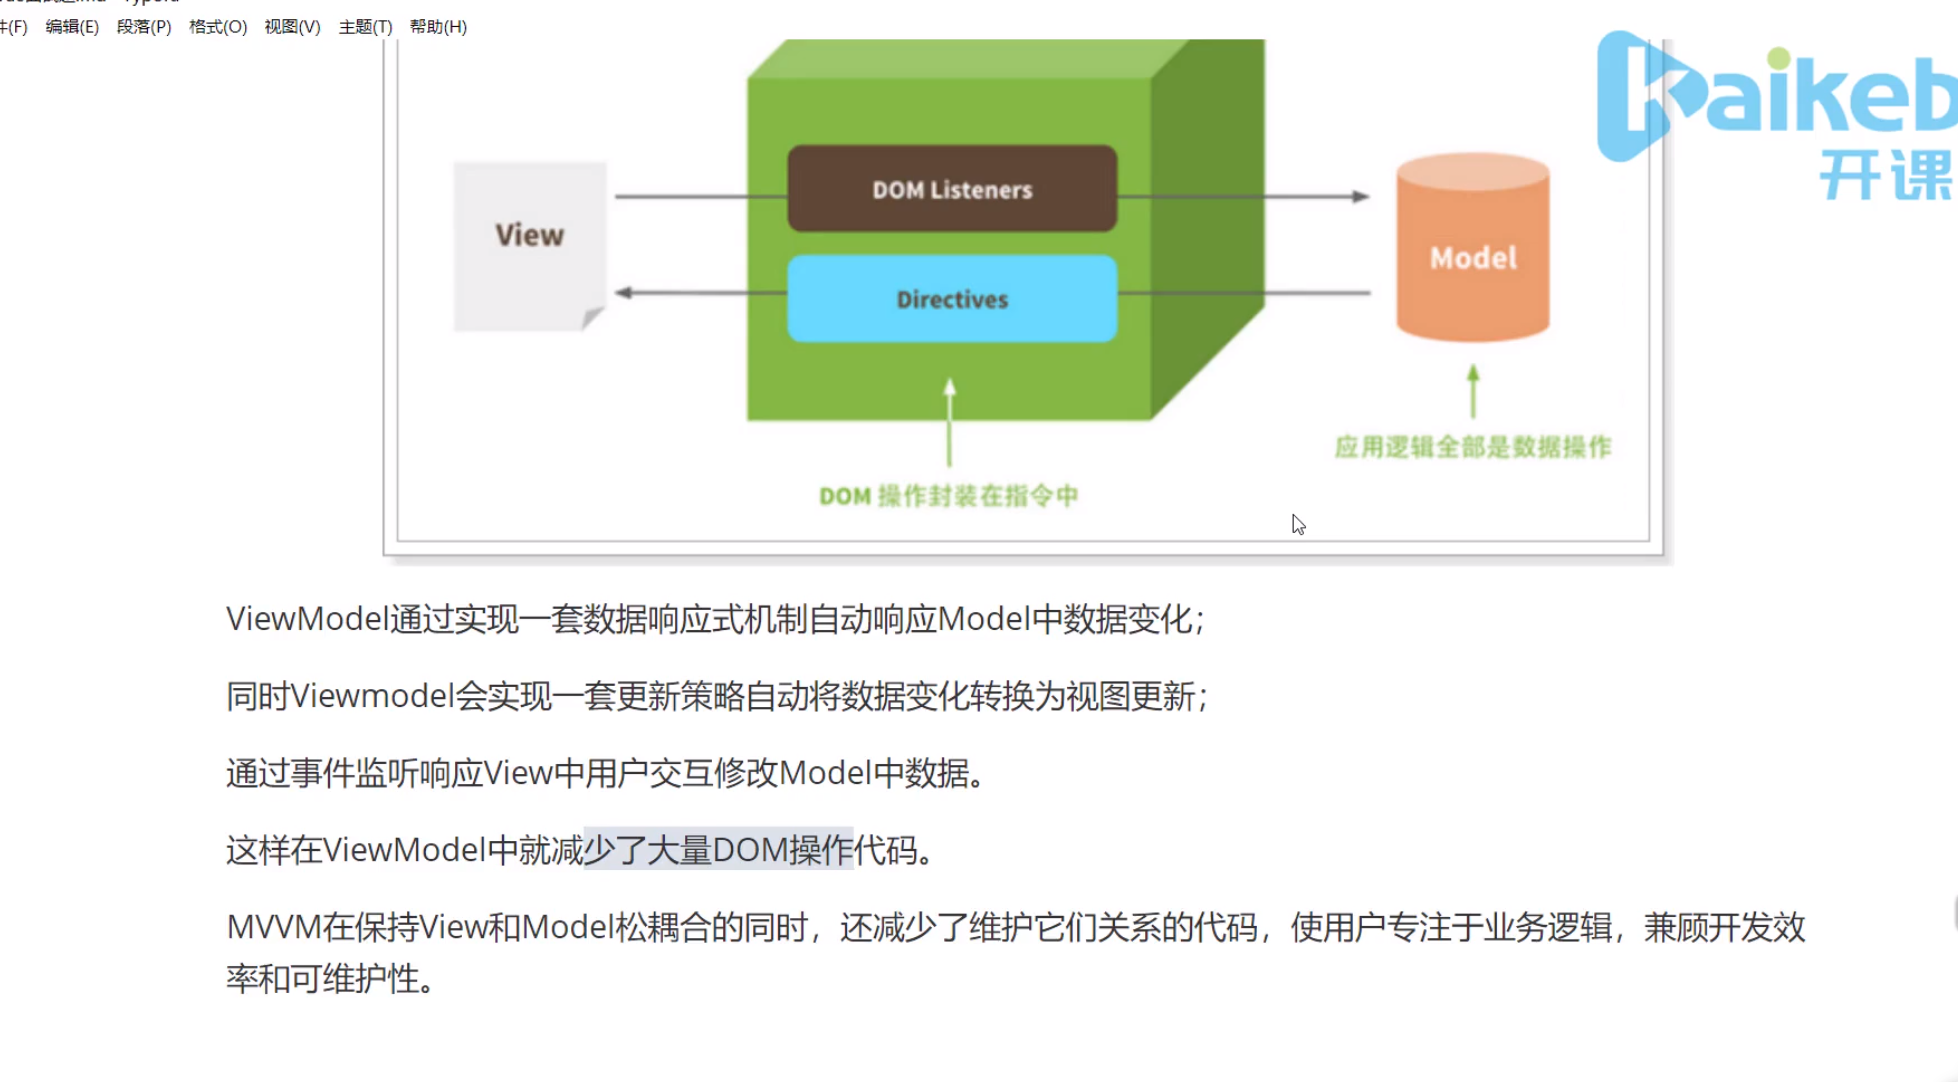 编辑(E) 段落(P) 格式(O) 视图(V) 主题(T) 帮助(H)
kaikeb
开课
DOM Listeners
View
Model
Directives
应用逻辑全部是数据操作
DOM 操作封装在指令中
ViewModel通过实现一套数据响应式机制自动响应Model中数据变化；
同时Viewmodel会实现一套更新策略自动将数据变化转换为视图更新；
通过事件监听响应View中用户交互修改Model中数据。
这样在ViewModel中就减少了大量DOM操作代码。
MVVM在保持View和Model松耦合的同时，还减少了维护它们关系的代码，使用户专注于业务逻辑，兼顾开发效
率和可维护性。